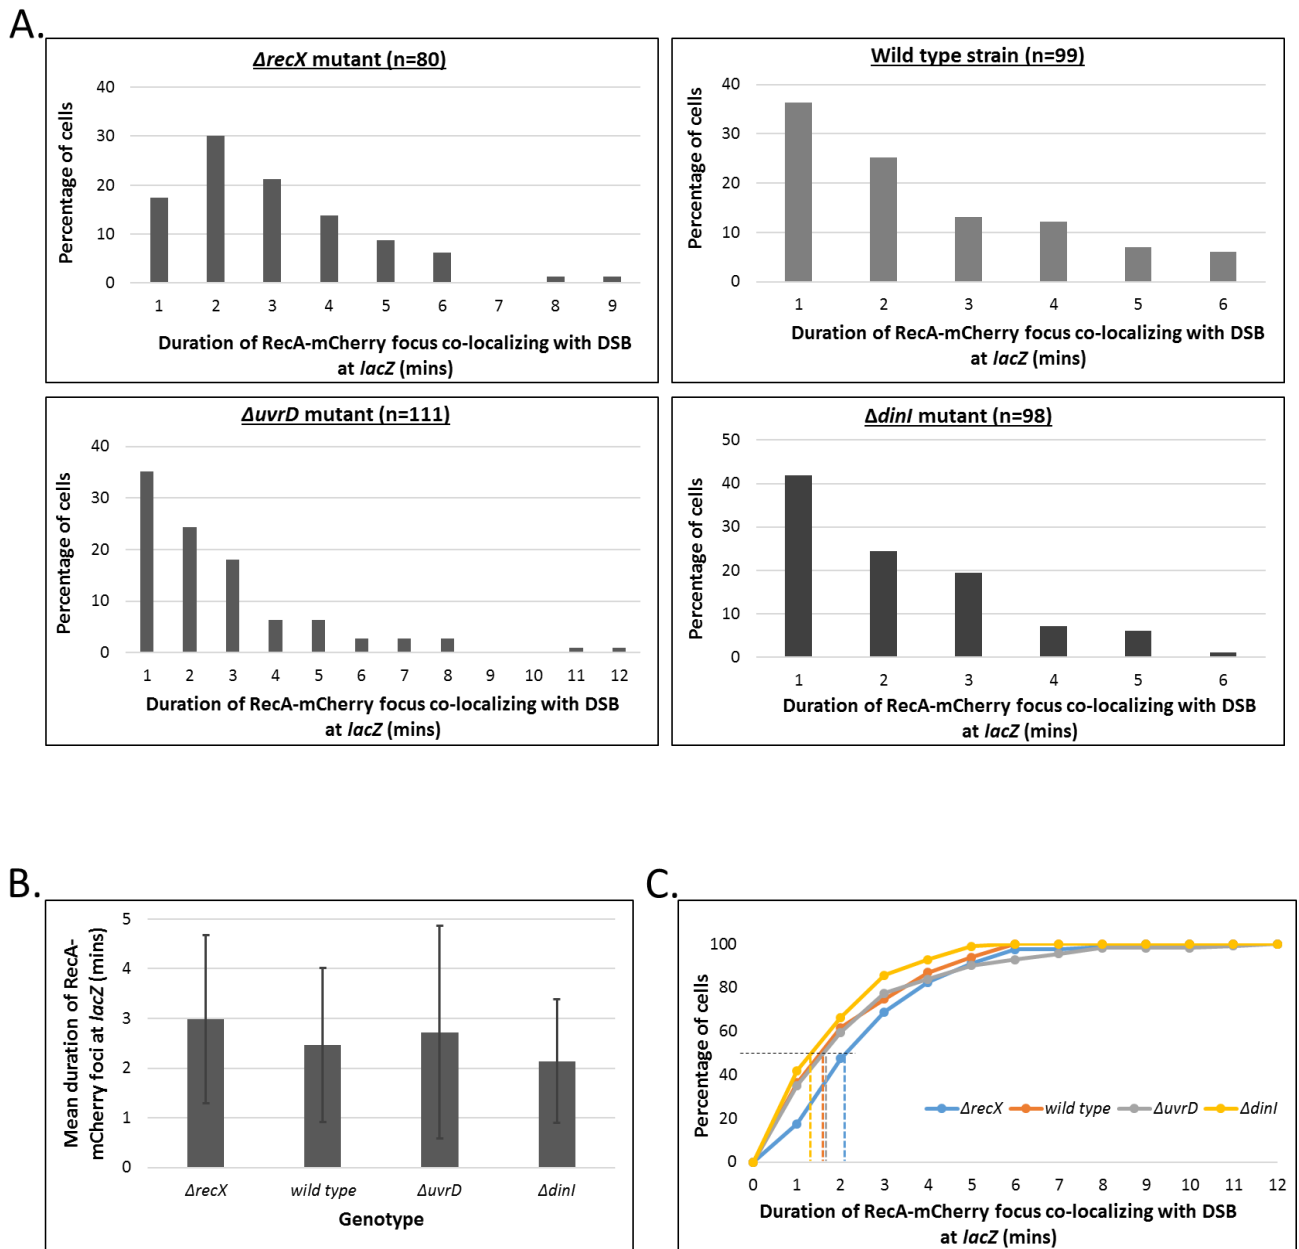 A.
ΔrecX mutant (n=80)
Percentage of cells
40
30
20
10
0
1 2 3 4 5 6 7 8 9
Duration of RecA-mCherry focus co-localizing with DSB
at lacZ (mins)
Wild type strain (n=99)
Percentage of cells
40
30
20
10
0
1 2 3 4 5 6
Duration of RecA-mCherry focus co-localizing with DSB
at lacZ (mins)
ΔuvrD mutant (n=111)
Percentage of cells
40
30
20
10
0
1 2 3 4 5 6 7 8 9 10 11 12
Duration of RecA-mCherry focus co-localizing with DSB
at lacZ (mins)
ΔdinI mutant (n=98)
Percentage of cells
50
40
30
20
10
0
1 2 3 4 5 6
Duration of RecA-mCherry focus co-localizing with DSB
at lacZ (mins)
B.
Mean duration of RecA-
mCherry foci at lacZ (mins)
5
4
3
2
1
0
ΔrecX wild type ΔuvrD ΔdinI
Genotype
C.
Percentage of cells
100
80
60
40
20
0
ΔrecX wild type ΔuvrD ΔdinI
0 1 2 3 4 5 6 7 8 9 10 11 12
Duration of RecA-mCherry focus co-localizing with DSB
at lacZ (mins)